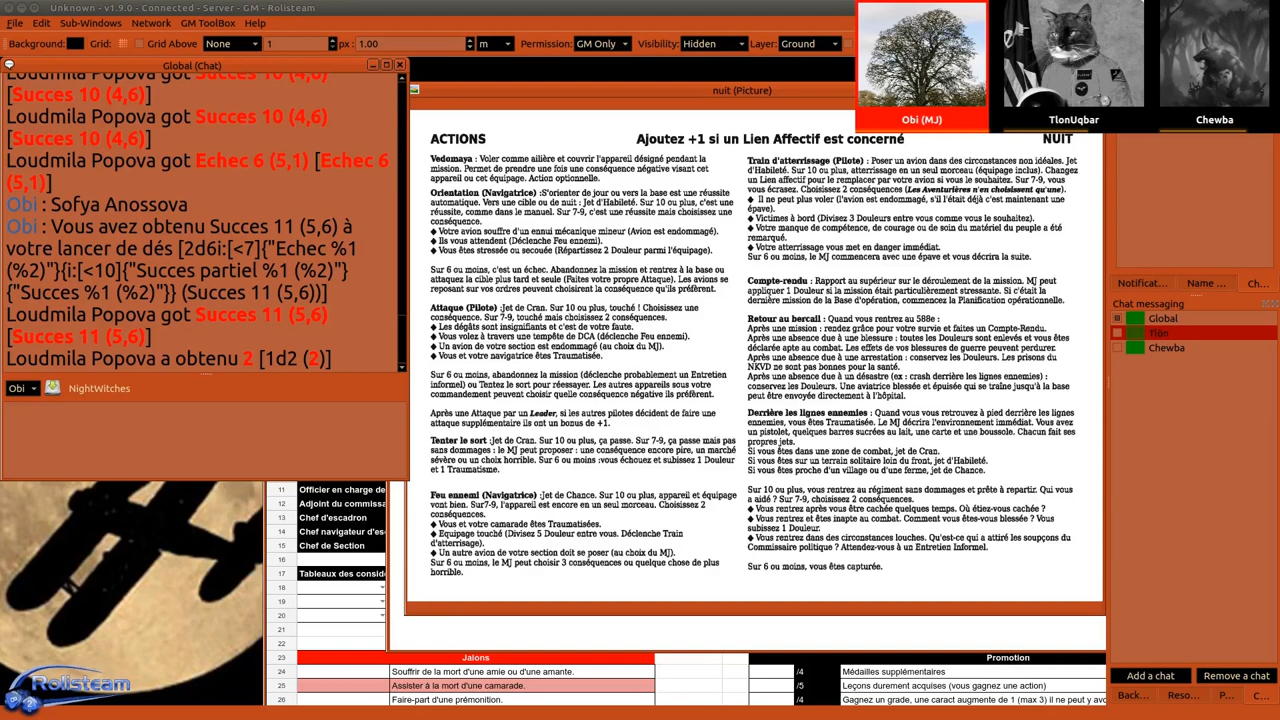 Unknown - v1.9.0 - Connected - Server - GM - Rolisteam
File Edit Sub-Windows Network GM ToolBox Help
Background: Grid: Grid Above None 1 px : 1.00 m Permission: GM Only Visibility: Hidden Layer: Ground
Obi (MJ) TlonUqbar Chewba
Global (Chat)
Loudmila Popova got Succes 10 (4,6)
[Succes 10 (4,6)]
Loudmila Popova got Succes 10 (4,6)
[Succes 10 (4,6)]
Loudmila Popova got Echec 6 (5,1) [Echec 6
(5,1)]
Obi : Sofya Anossova
Obi : Vous avez obtenu Succes 11 (5,6) à
votre lancer de dés [2d6i:[<7]{"Echec %1
(%2)"}{i:[<10]{"Succes partiel %1 (%2)"}
{"Succes %1 (%2)"}} (Succes 11 (5,6))]
Loudmila Popova got Succes 11 (5,6)
[Succes 11 (5,6)]
Loudmila Popova a obtenu 2 [1d2 (2)]
Obi NightWitches
nuit (Picture)
ACTIONS Ajoutez +1 si un Lien Affectif est concerné NUIT
Vedomaya : Voler comme ailière et couvrir l'appareil désigné pendant la
mission. Permet de prendre une fois une conséquence négative visant cet
appareil ou cet équipage. Action optionnelle.
Orientation (Navigatrice) :S'orienter de jour ou vers la base est une réussite
automatique. Vers une cible ou de nuit : Jet d'Habileté. Sur 10 ou plus, c'est une
réussite, comme dans le manuel. Sur 7-9, c'est une réussite mais choisissez une
conséquence.
◆ Votre avion souffre d'un ennui mécanique mineur (Avion est endommagé).
◆ Ils vous attendent (Déclenche Feu ennemi).
◆ Vous êtes stressée ou secouée (Répartissez 2 Douleur parmi l'équipage).
Sur 6 ou moins, c'est un échec. Abandonnez la mission et rentrez à la base ou
attaquez la cible plus tard et seule (Faites votre propre Attaque). Les avions se
reposant sur vos ordres peuvent choisirent la conséquence qu'ils préfèrent.
Attaque (Pilote) :Jet de Cran. Sur 10 ou plus, touché ! Choisissez une
conséquence. Sur 7-9, touché mais choisissez 2 conséquences.
◆ Les dégâts sont insignifiants et c'est de votre faute.
◆ Vous volez à travers une tempête de DCA (Déclenche Feu ennemi).
◆ Un avion de votre section est endommagé (au choix du MJ).
◆ Vous et votre navigatrice êtes Traumatisée.
Sur 6 ou moins, abandonnez la mission (déclenche probablement un Entretien
informel) ou Tentez le sort pour réessayer. Les autres appareils sous votre
commandement peuvent choisir quelle conséquence négative ils préfèrent.
Après une Attaque par un Leader, si les autres pilotes décident de faire une
attaque supplémentaire ils ont un bonus de +1.
Tenter le sort :Jet de Cran. Sur 10 ou plus, ça passe. Sur 7-9, ça passe mais pas
sans dommages : le MJ peut proposer : une conséquence encore pire, un marché
sévère ou un choix horrible. Sur 6 ou moins :vous échouez et subissez 1 Douleur
et 1 Traumatisme.
Feu ennemi (Navigatrice) :Jet de Chance. Sur 10 ou plus, appareil et équipage
vont bien. Sur7-9, l'appareil est encore en un seul morceau. Choisissez 2
conséquences.
◆ Vous et votre camarade êtes Traumatisées.
◆ Equipage touché (Divisez 5 Douleur entre vous. Déclenche Train
d'atterrisage).
◆ Un autre avion de votre section doit se poser (au choix du MJ).
Sur 6 ou moins, le MJ peut choisir 3 conséquences ou quelque chose de plus
horrible.
Train d'atterrissage (Pilote) : Poser un avion dans des circonstances non idéales. Jet
d'Habileté. Sur 10 ou plus, atterrissage en un seul morceau (équipage inclus). Changez
un Lien affectif pour le remplacer par votre avion si vous le souhaitez. Sur 7-9, vous
vous écrasez. Choisissez 2 conséquences (Les Aventurières n'en choisissent qu'une).
◆ Il ne peut plus voler (l'avion est endommagé, s'il l'était déjà c'est maintenant une
épave).
◆ Victimes à bord (Divisez 3 Douleurs entre vous comme vous le souhaitez).
◆ Votre manque de compétence, de courage ou de soin du matériel du peuple a été
remarqué.
◆ Votre atterrissage vous met en danger immédiat.
Sur 6 ou moins, le MJ commencera avec une épave et vous décrira la suite.
Compte-rendu : Rapport au supérieur sur le déroulement de la mission. MJ peut
appliquer 1 Douleur si la mission était particulièrement stressante. Si c'était la
dernière mission de la Base d'opération, commencez la Planification opérationnelle.
Retour au bercail : Quand vous rentrez au 588e :
Après une mission : rendez grâce pour votre survie et faites un Compte-Rendu.
Après une absence due à une blessure : toutes les Douleurs sont enlevés et vous êtes
déclarée apte au combat. Les effets de vos blessures de guerre peuvent perdurer.
Après une absence due à une arrestation : conservez les Douleurs. Les prisons du
NKVD ne sont pas bonnes pour la santé.
Après une absence due à un désastre (ex : crash derrière les lignes ennemies) :
conservez les Douleurs. Une aviatrice blessée et épuisée qui se traîne jusqu'à la base
peut être envoyée directement à l'hôpital.
Derrière les lignes ennemies : Quand vous vous retrouvez à pied derrière les lignes
ennemies, vous êtes Traumatisée. Le MJ décrira l'environnement immédiat. Vous avez
un pistolet, quelques barres sucrées au lait, une carte et une boussole. Chacun fait ses
propres jets.
Si vous êtes dans une zone de combat, jet de Cran.
Si vous êtes sur un terrain solitaire loin du front, jet d'Habileté.
Si vous êtes proche d'un village ou d'une ferme, jet de Chance.
Sur 10 ou plus, vous rentrez au régiment sans dommages et prête à repartir. Qui vous
a aidé ? Sur 7-9, choisissez 2 conséquences.
◆ Vous rentrez après vous être cachée quelques temps. Où étiez-vous cachée ?
◆ Vous rentrez et êtes inapte au combat. Comment vous êtes-vous blessée ? Vous
subissez 1 Douleur.
◆ Vous rentrez dans des circonstances louches. Qu'est-ce qui a attiré les soupçons du
Commissaire politique ? Attendez-vous à un Entretien Informel.
Sur 6 ou moins, vous êtes capturée.
Notificat... Name ... Ch...
Chat messaging
Global
Tlön
Chewba
Add a chat Remove a chat
Back... Reso... P... C...
11 Officier en charge de
12 Adjoint du commissa
13 Chef d'escadron
14 Chef navigateur d'es
15 Chef de Section
16
17 Tableaux des consid
18
19
20
21
22
23 Jalons Promotion
24 Souffrir de la mort d'une amie ou d'une amante. /4 Médailles supplémentaires
25 Assister à la mort d'une camarade. /5 Leçons durement acquises (vous gagnez une action)
26 Faire-part d'une prémonition. /4 Gagnez un grade, une caract augmente de 1 (max 3) il ne peut y avo
Rolisteam